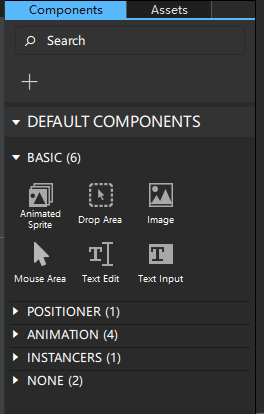 Components
Assets
Search
DEFAULT COMPONENTS
BASIC (6)
Animated
Sprite
Drop Area
Image
Mouse Area
Text Edit
Text Input
POSITIONER (1)
ANIMATION (4)
INSTANCERS (1)
NONE (2)